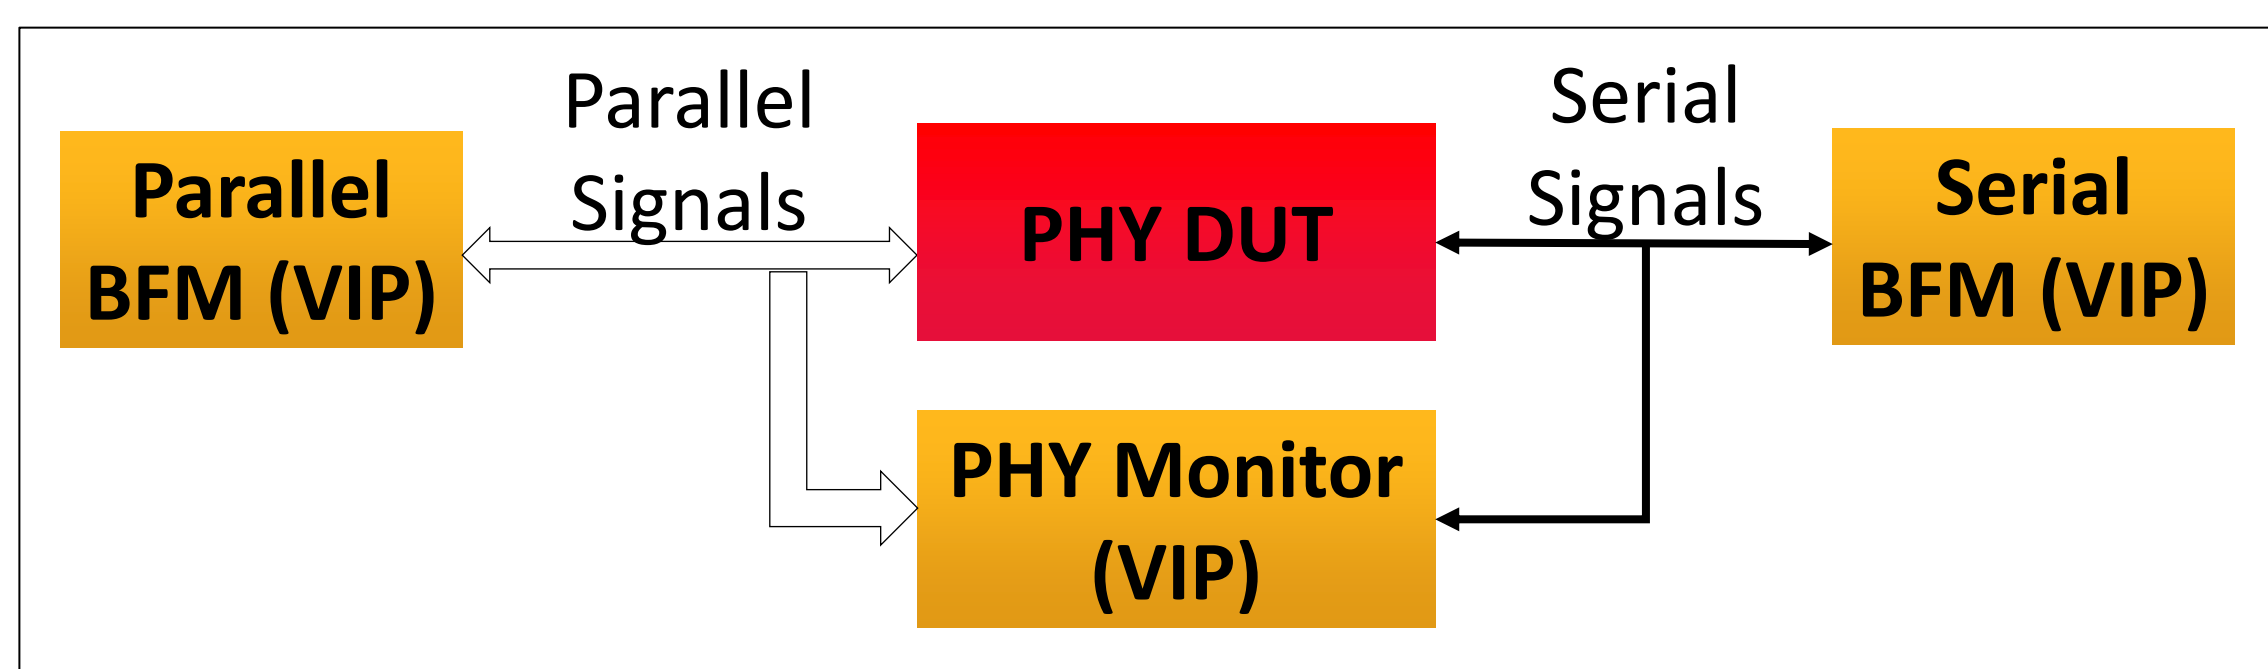 Parallel
Signals
Serial
Signals
Parallel
BFM (VIP)
PHY DUT
Serial
BFM (VIP)
PHY Monitor
(VIP)